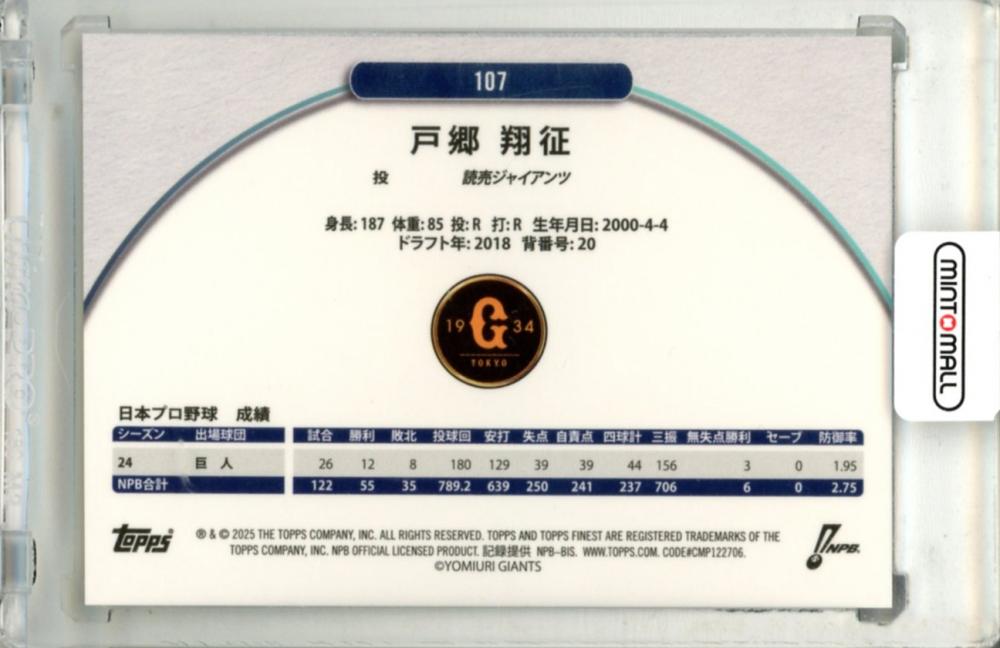 107
戸郷 翔征
投 読売ジャイアンツ
身長: 187 体重: 85 投: R 打: R 生年月日: 2000-4-4
ドラフト年: 2018 背番号: 20
19 G 34
TOKYO
日本プロ野球 成績
シーズン 出場球団 試合 勝利 敗北 投球回 安打 失点 自責点 四球計 三振 無失点勝利 セーブ 防御率
24 巨 人 26 12 8 180 129 39 39 44 156 3 0 1.95
NPB合計 122 55 35 789.2 639 250 241 237 706 6 0 2.75
topps
® & © 2025 THE TOPPS COMPANY, INC. ALL RIGHTS RESERVED. TOPPS AND TOPPS FINEST ARE REGISTERED TRADEMARKS OF THE
TOPPS COMPANY, INC. NPB OFFICIAL LICENSED PRODUCT. 記録提供 NPB-BIS. WWW.TOPPS.COM. CODE#CMP122706.
©YOMIURI GIANTS
NPB.
MINT MALL